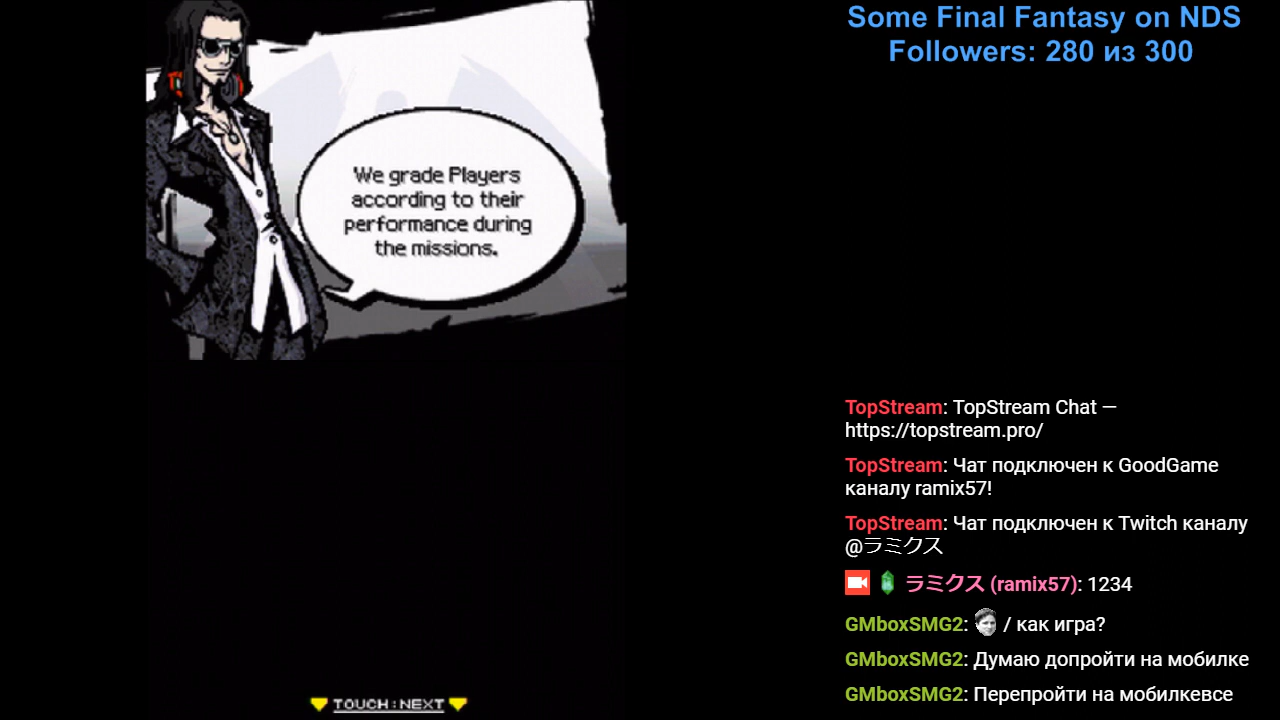 We grade Players
according to their
performance during
the missions.
TOUCH:NEXT
Some Final Fantasy on NDS
Followers: 280 из 300
TopStream: TopStream Chat —
https://topstream.pro/
TopStream: Чат подключен к GoodGame
каналу ramix57!
TopStream: Чат подключен к Twitch каналу
@ラミクス
ラミクス (ramix57): 1234
GMboxSMG2: / как игра?
GMboxSMG2: Думаю допройти на мобилке
GMboxSMG2: Перепройти на мобилкевсе